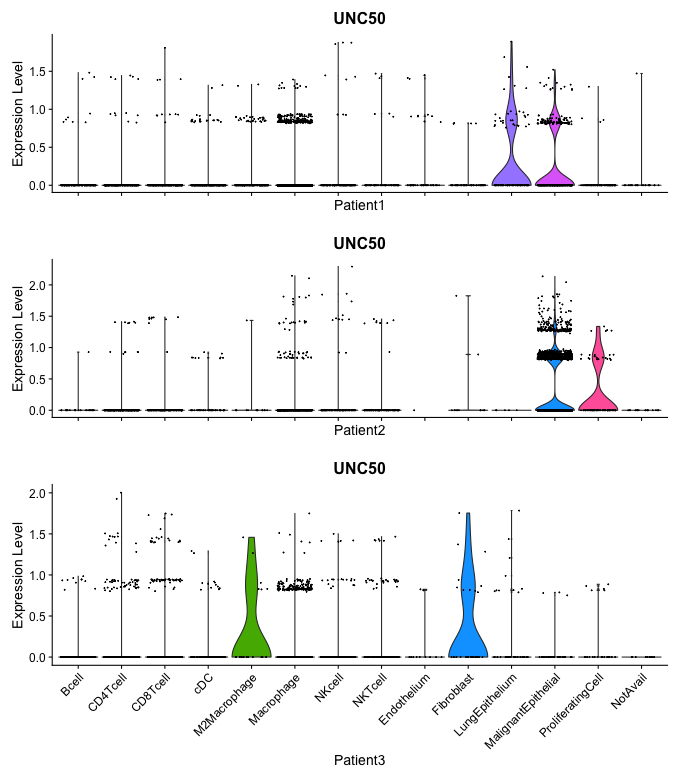 UNC50
Expression Level
1.5
1.0
0.5
0.0
Patient1
UNC50
Expression Level
2.0
1.5
1.0
0.5
0.0
Patient2
UNC50
Expression Level
2.0
1.5
1.0
0.5
0.0
Bcell
CD4Tcell
CD8Tcell
cDC
M2Macrophage
Macrophage
NKcell
NKTcell
Endothelium
Fibroblast
LungEpithelium
MalignantEpithelial
ProliferatingCell
NotAvail
Patient3